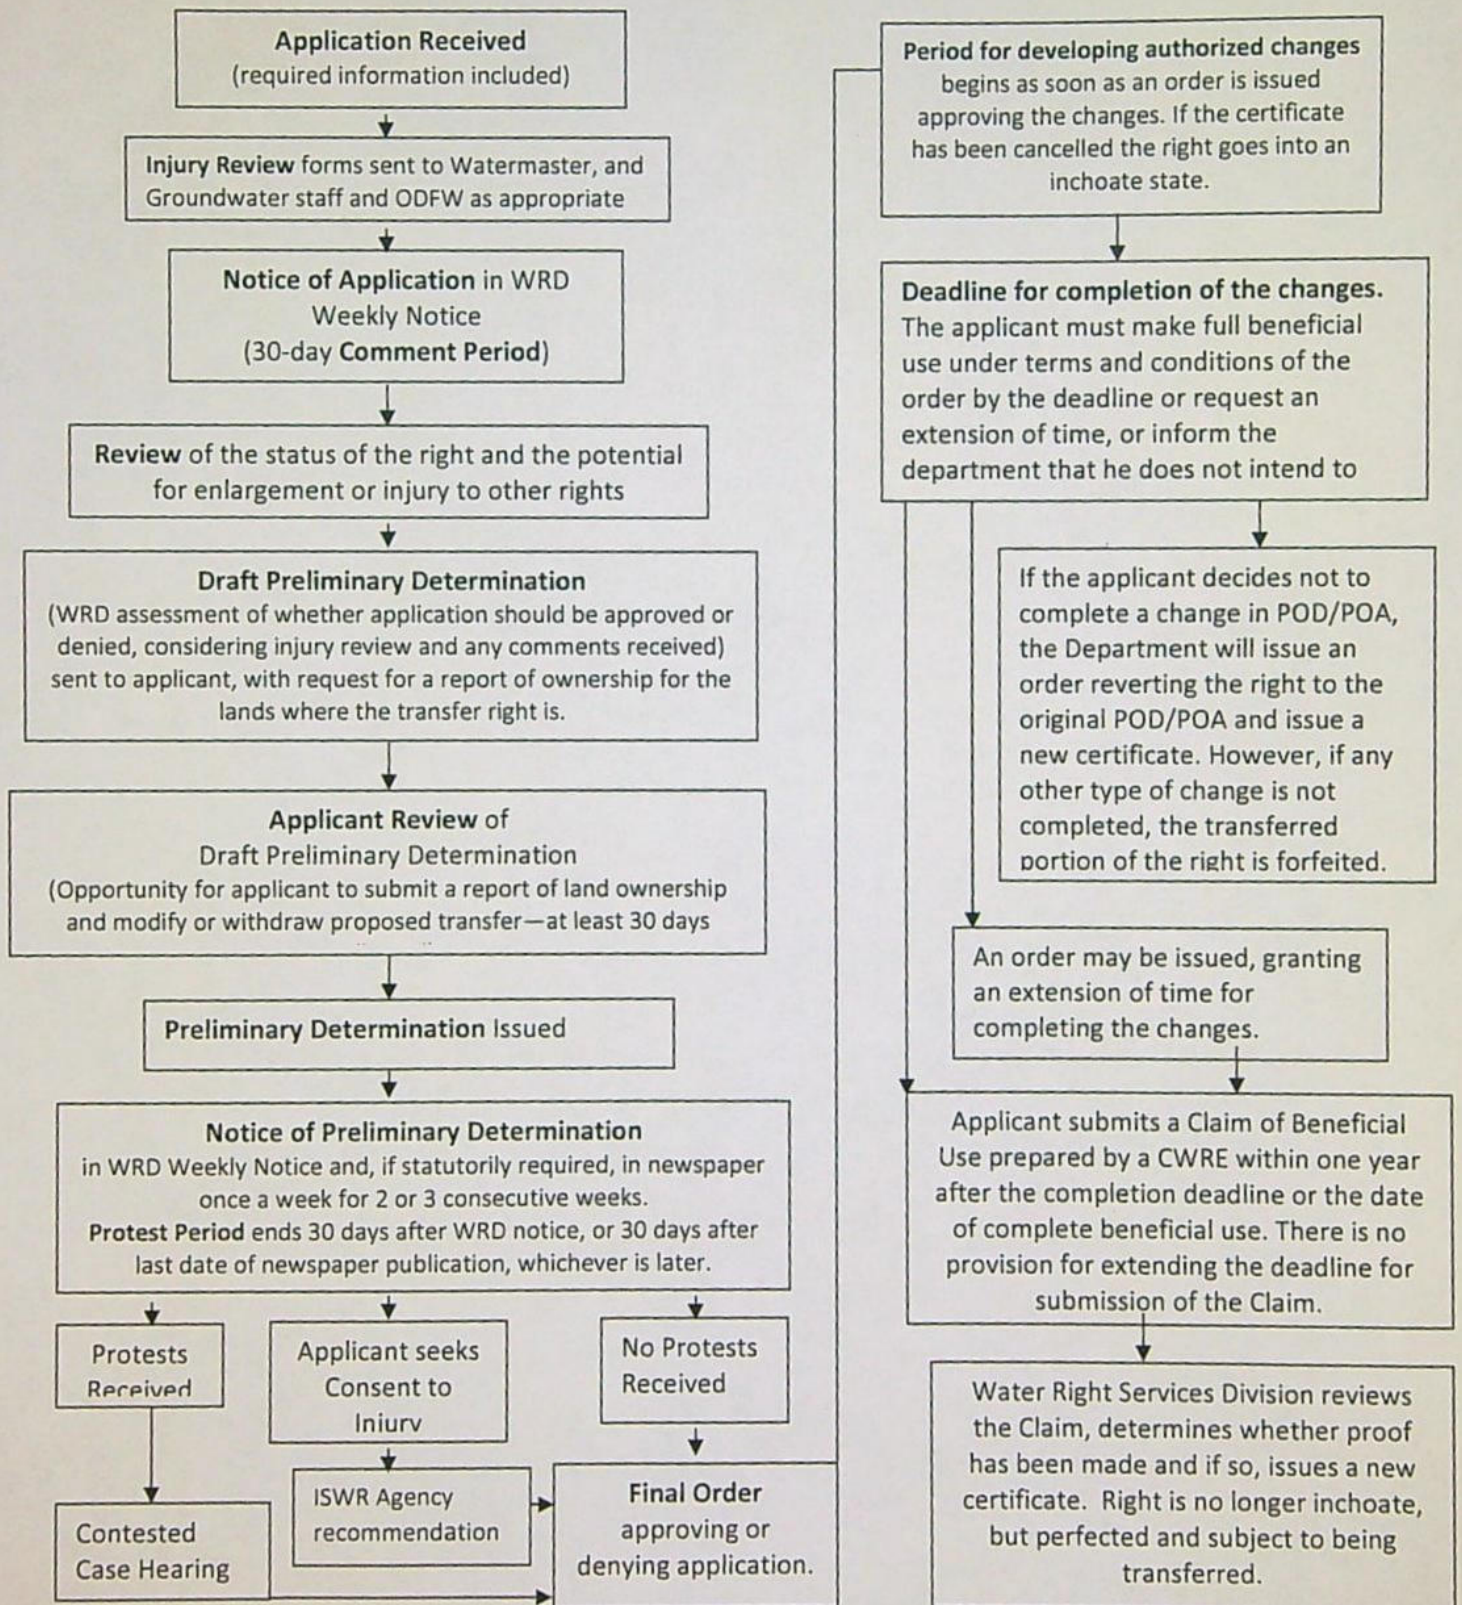 Application Received
(required information included)
Injury Review forms sent to Watermaster, and
Groundwater staff and ODFW as appropriate
Notice of Application in WRD
Weekly Notice
(30-day Comment Period)
Review of the status of the right and the potential
for enlargement or injury to other rights
Draft Preliminary Determination
(WRD assessment of whether application should be approved or
denied, considering injury review and any comments received)
sent to applicant, with request for a report of ownership for the
lands where the transfer right is.
Applicant Review of
Draft Preliminary Determination
(Opportunity for applicant to submit a report of land ownership
and modify or withdraw proposed transfer—at least 30 days
Preliminary Determination Issued
Notice of Preliminary Determination
in WRD Weekly Notice and, if statutorily required, in newspaper
once a week for 2 or 3 consecutive weeks.
Protest Period ends 30 days after WRD notice, or 30 days after
last date of newspaper publication, whichever is later.
Protests
Received
Applicant seeks
Consent to
Injury
No Protests
Received
Contested
Case Hearing
ISWR Agency
recommendation
Final Order
approving or
denying application.
Period for developing authorized changes
begins as soon as an order is issued
approving the changes. If the certificate
has been cancelled the right goes into an
inchoate state.
Deadline for completion of the changes.
The applicant must make full beneficial
use under terms and conditions of the
order by the deadline or request an
extension of time, or inform the
department that he does not intend to
If the applicant decides not to
complete a change in POD/POA,
the Department will issue an
order reverting the right to the
original POD/POA and issue a
new certificate. However, if any
other type of change is not
completed, the transferred
portion of the right is forfeited.
An order may be issued, granting
an extension of time for
completing the changes.
Applicant submits a Claim of Beneficial
Use prepared by a CWRE within one year
after the completion deadline or the date
of complete beneficial use. There is no
provision for extending the deadline for
submission of the Claim.
Water Right Services Division reviews
the Claim, determines whether proof
has been made and if so, issues a new
certificate. Right is no longer inchoate,
but perfected and subject to being
transferred.